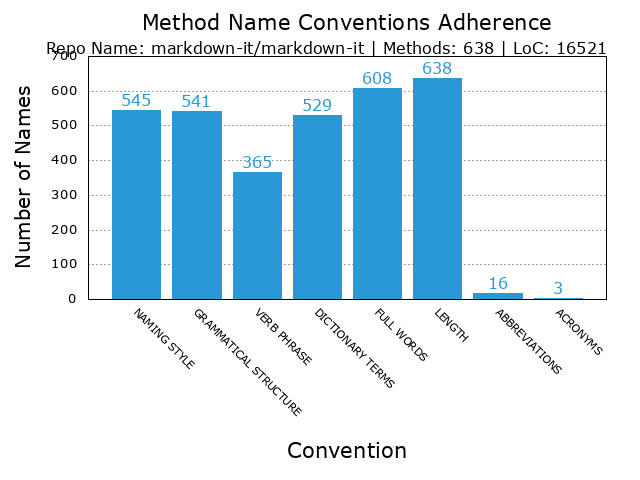 Method Name Conventions Adherence
Repo Name: markdown-it/markdown-it | Methods: 638 | LoC: 16521
700
600
500
400
300
200
100
0
Number of Names
545
541
365
529
608
638
16
3
NAMING STYLE
GRAMMATICAL STRUCTURE
VERB PHRASE
DICTIONARY TERMS
FULL WORDS
LENGTH
ABBREVIATIONS
ACRONYMS
Convention